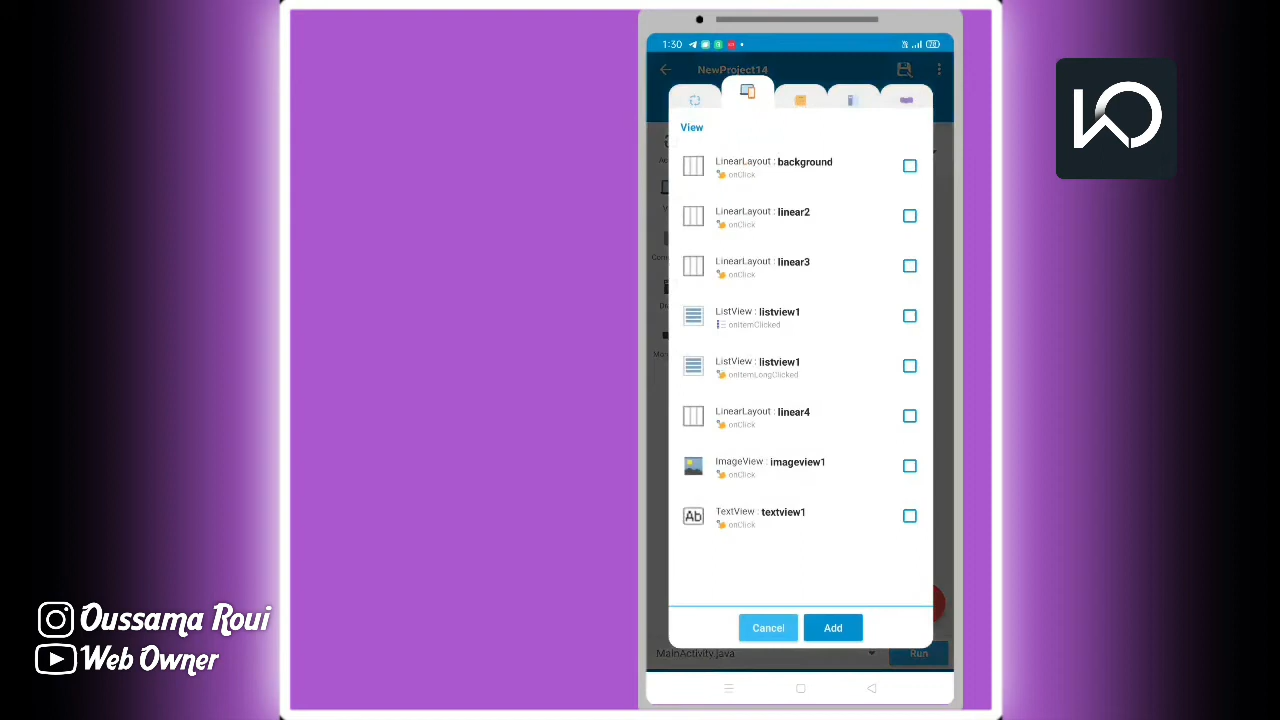 1:30
78
NewProject14
View
LinearLayout : background
onClick
LinearLayout : linear2
onClick
LinearLayout : linear3
onClick
ListView : listview1
onItemClicked
ListView : listview1
onItemLongClicked
LinearLayout : linear4
onClick
ImageView : imageview1
onClick
Ab
TextView : textview1
onClick
Cancel
Add
MainActivity.java
Run
Oussama Roui
Web Owner